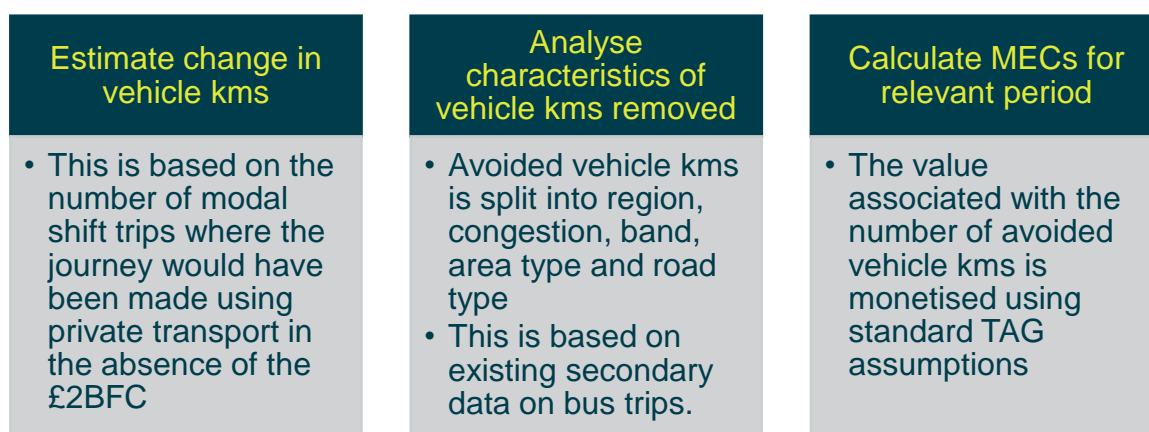 Estimate change in
vehicle kms
• This is based on the
number of modal
shift trips where the
journey would have
been made using
private transport in
the absence of the
£2BFC
Analyse
characteristics of
vehicle kms removed
• Avoided vehicle kms
is split into region,
congestion, band,
area type and road
type
• This is based on
existing secondary
data on bus trips.
Calculate MECs for
relevant period
• The value
associated with the
number of avoided
vehicle kms is
monetised using
standard TAG
assumptions